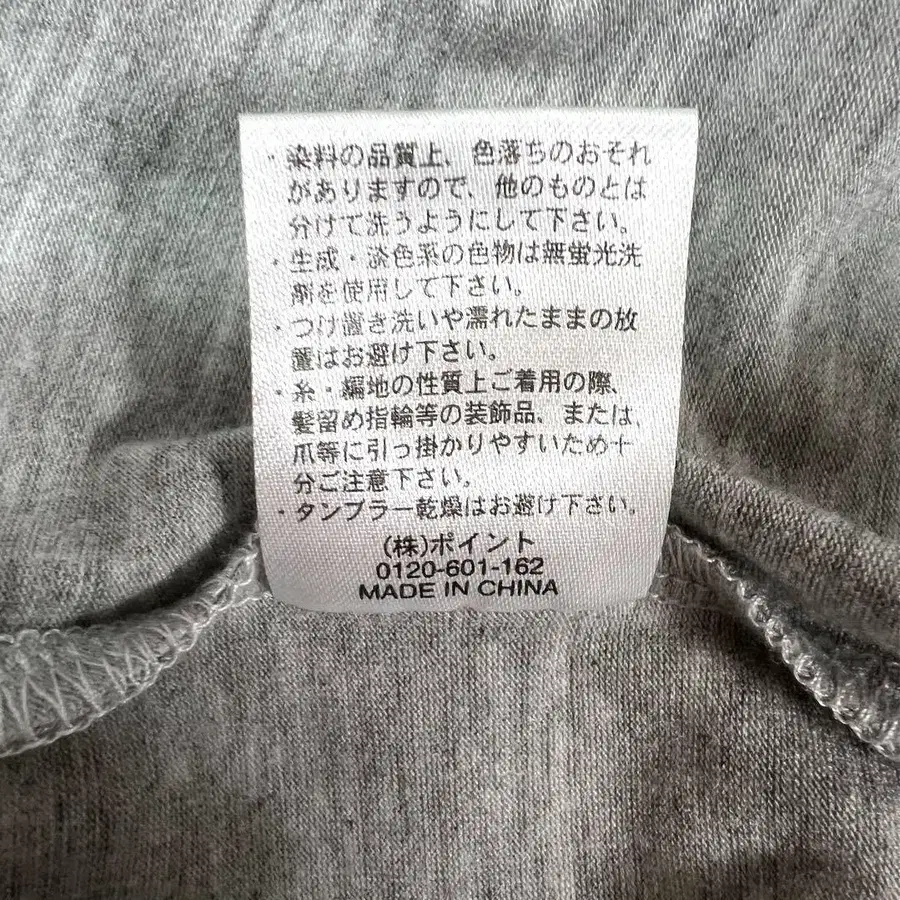 ・染料の品質上、色落ちのおそれ
がありますので、他のものとは
分けて洗うようにして下さい。
・生成・淡色系の色物は無蛍光洗
剤を使用して下さい。
・つけ置き洗いや濡れたままの放
置はお避け下さい。
・糸・編地の性質上ご着用の際、
髪留め指輪等の装飾品、または、
爪等に引っ掛かりやすいため十
分ご注意下さい。
・タンブラー乾燥はお避け下さい。
(株)ポイント
0120-601-162
MADE IN CHINA